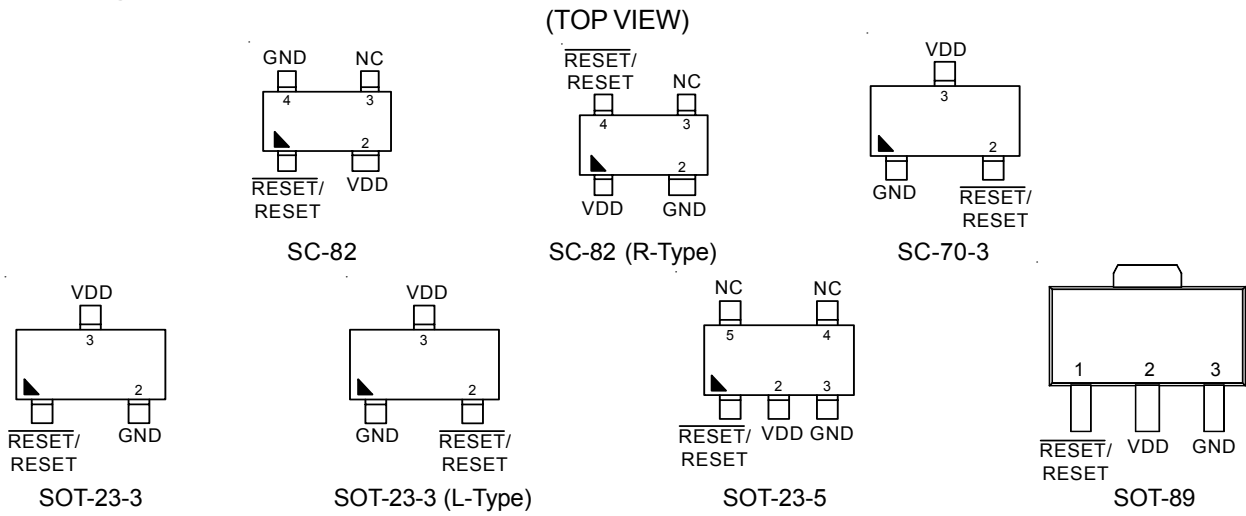 (TOP VIEW)
GND NC
4 3
2
RESET/ VDD
RESET
SC-82
RESET/
RESET NC
4 3
2
VDD GND
SC-82 (R-Type)
VDD
3
2
GND RESET/
RESET
SC-70-3
VDD
3
2
RESET/ GND
RESET
SOT-23-3
VDD
3
2
GND RESET/
RESET
SOT-23-3 (L-Type)
NC NC
5 4
2 3
RESET/ VDD GND
RESET
SOT-23-5
1 2 3
RESET/ VDD GND
RESET
SOT-89